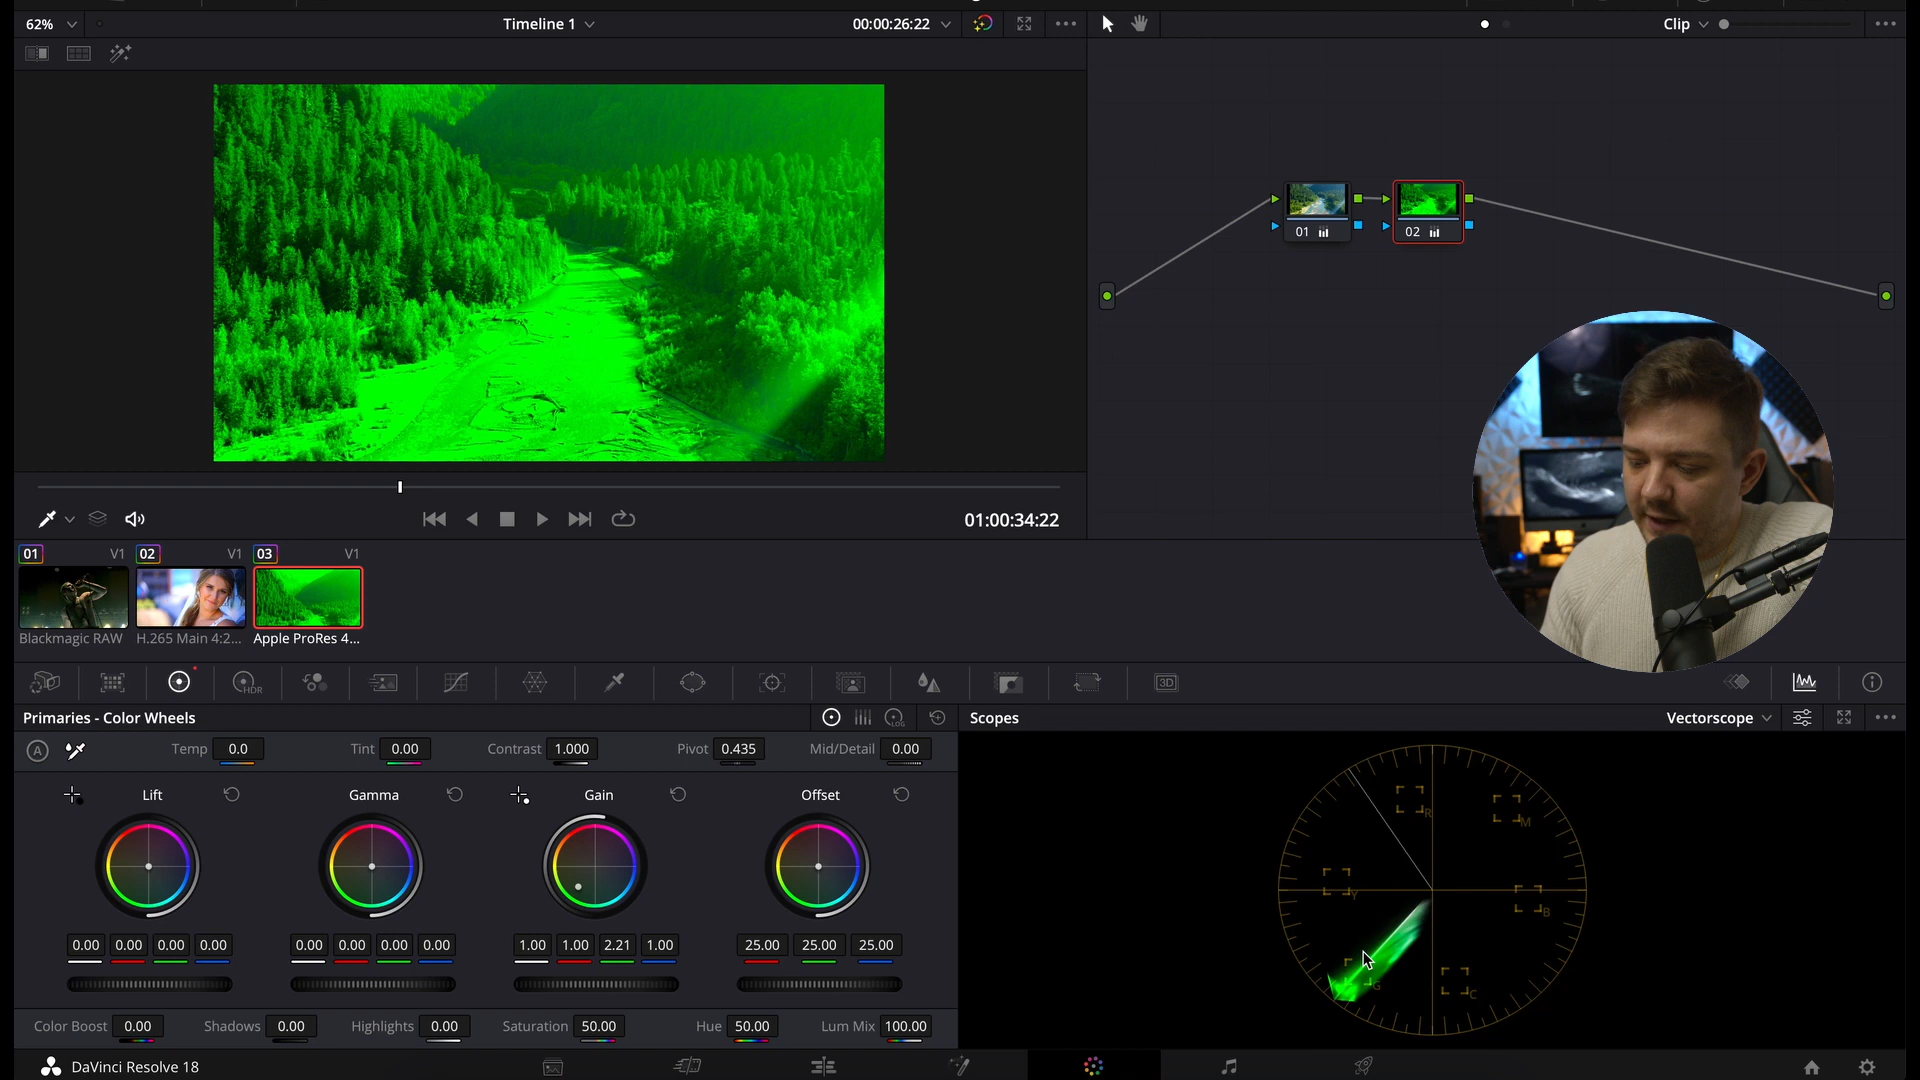 62%
Timeline 1
00:00:26:22
Clip
01
02
01:00:34:22
01 V1
02 V1
03 V1
Blackmagic RAW
H.265 Main 4:2...
Apple ProRes 4...
HDR
3D
Primaries - Color Wheels
LOG
Scopes
Vectorscope
A
Temp 0.0
Tint 0.00
Contrast 1.000
Pivot 0.435
Mid/Detail 0.00
Lift
Gamma
Gain
Offset
0.00 0.00 0.00 0.00
0.00 0.00 0.00 0.00
1.00 1.00 2.21 1.00
25.00 25.00 25.00
R
M
Y
B
G
C
Color Boost 0.00
Shadows 0.00
Highlights 0.00
Saturation 50.00
Hue 50.00
Lum Mix 100.00
DaVinci Resolve 18